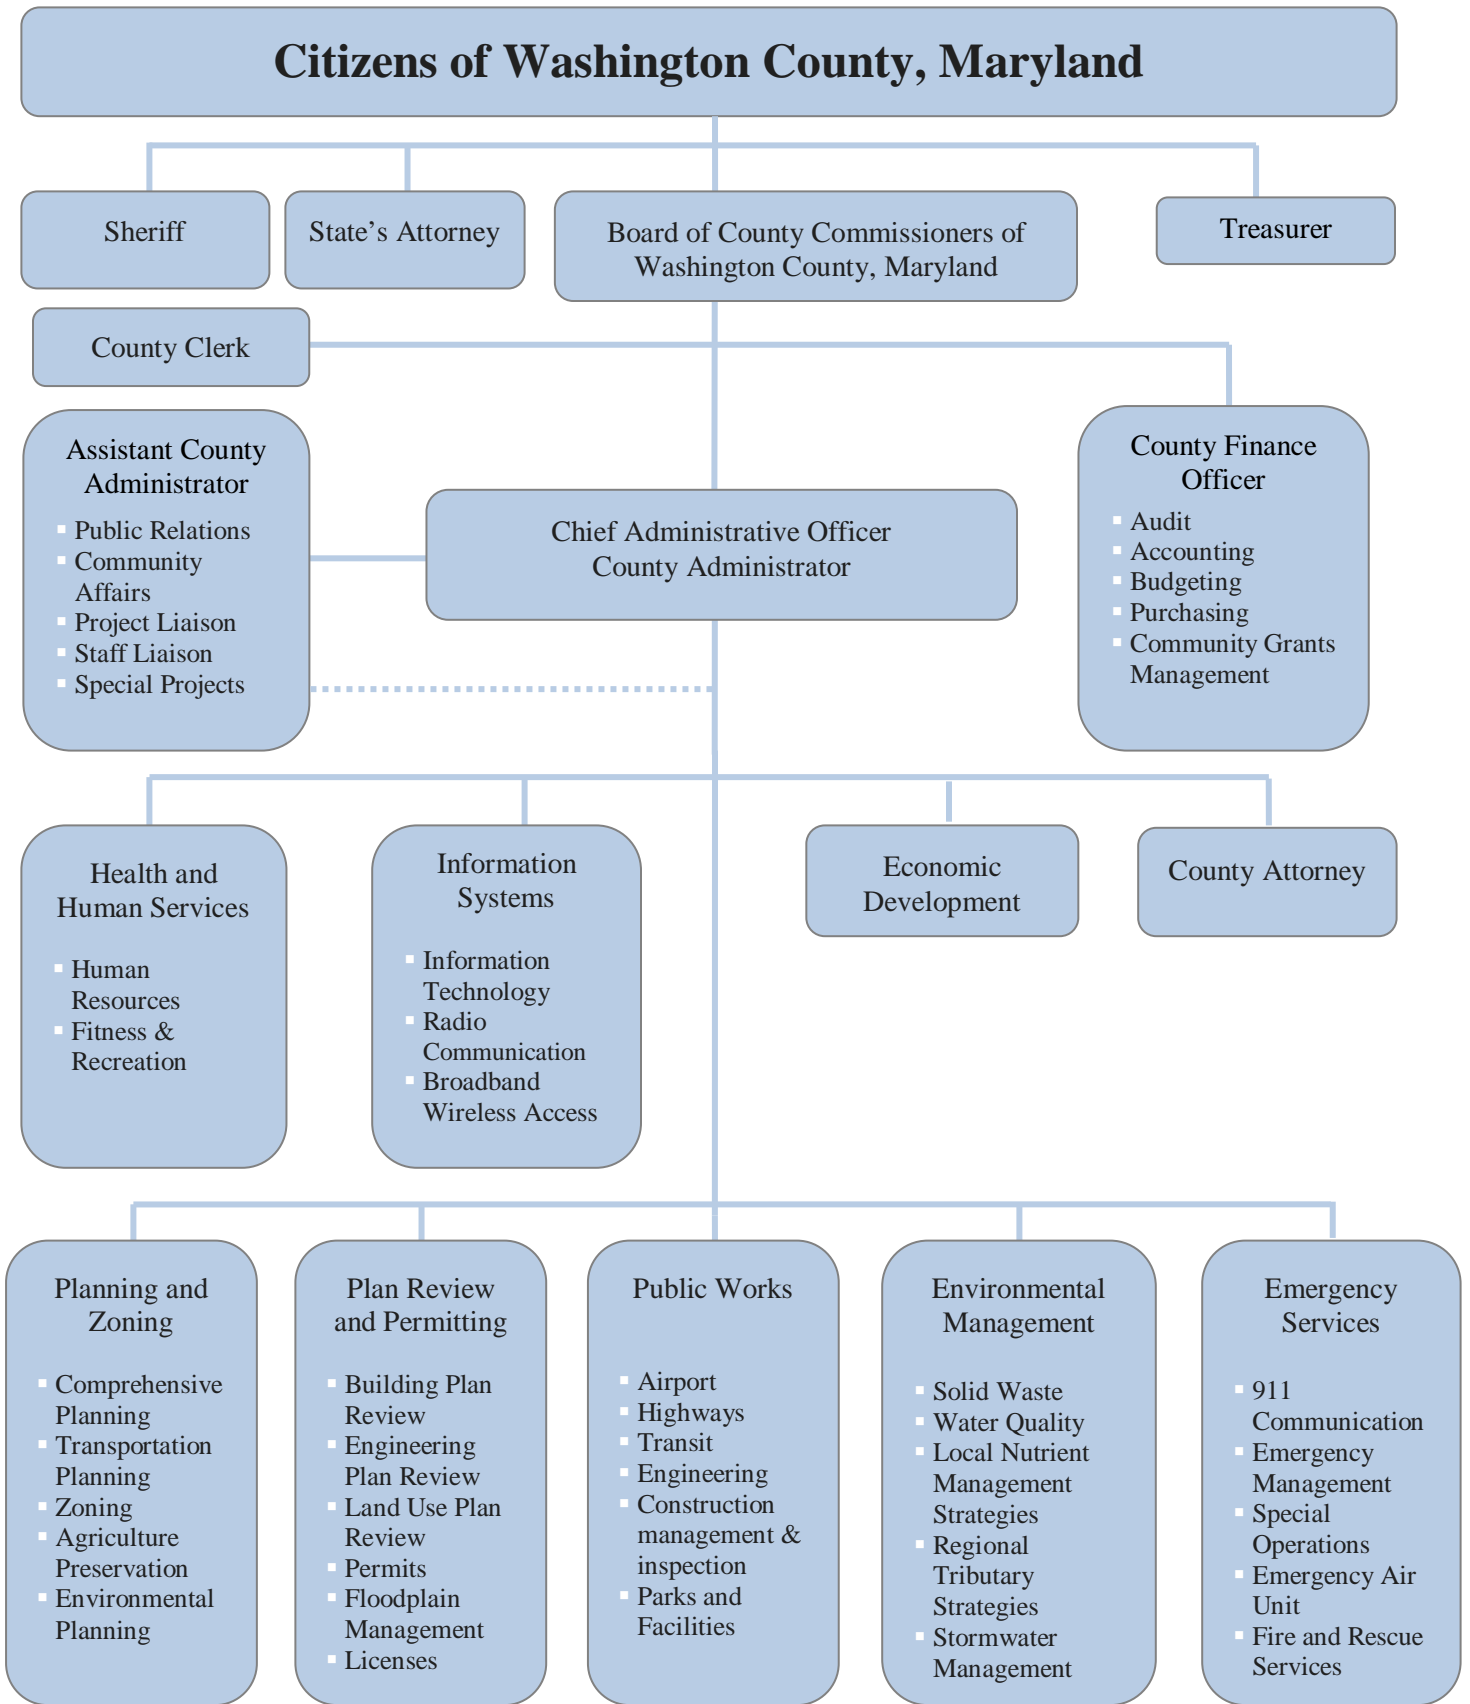 Citizens of Washington County, Maryland
Sheriff
State’s Attorney
Board of County Commissioners of
Washington County, Maryland
Treasurer
County Clerk
Assistant County
Administrator
▪ Public Relations
▪ Community
Affairs
▪ Project Liaison
▪ Staff Liaison
▪ Special Projects
Chief Administrative Officer
County Administrator
County Finance
Officer
▪ Audit
▪ Accounting
▪ Budgeting
▪ Purchasing
▪ Community Grants
Management
Health and
Human Services
▪ Human
Resources
▪ Fitness &
Recreation
Information
Systems
▪ Information
Technology
▪ Radio
Communication
▪ Broadband
Wireless Access
Economic
Development
County Attorney
Planning and
Zoning
▪ Comprehensive
Planning
▪ Transportation
Planning
▪ Zoning
▪ Agriculture
Preservation
▪ Environmental
Planning
Plan Review
and Permitting
▪ Building Plan
Review
▪ Engineering
Plan Review
▪ Land Use Plan
Review
▪ Permits
▪ Floodplain
Management
▪ Licenses
Public Works
▪ Airport
▪ Highways
▪ Transit
▪ Engineering
▪ Construction
management &
inspection
▪ Parks and
Facilities
Environmental
Management
▪ Solid Waste
▪ Water Quality
▪ Local Nutrient
Management
Strategies
▪ Regional
Tributary
Strategies
▪ Stormwater
Management
Emergency
Services
▪ 911
Communication
▪ Emergency
Management
▪ Special
Operations
▪ Emergency Air
Unit
▪ Fire and Rescue
Services